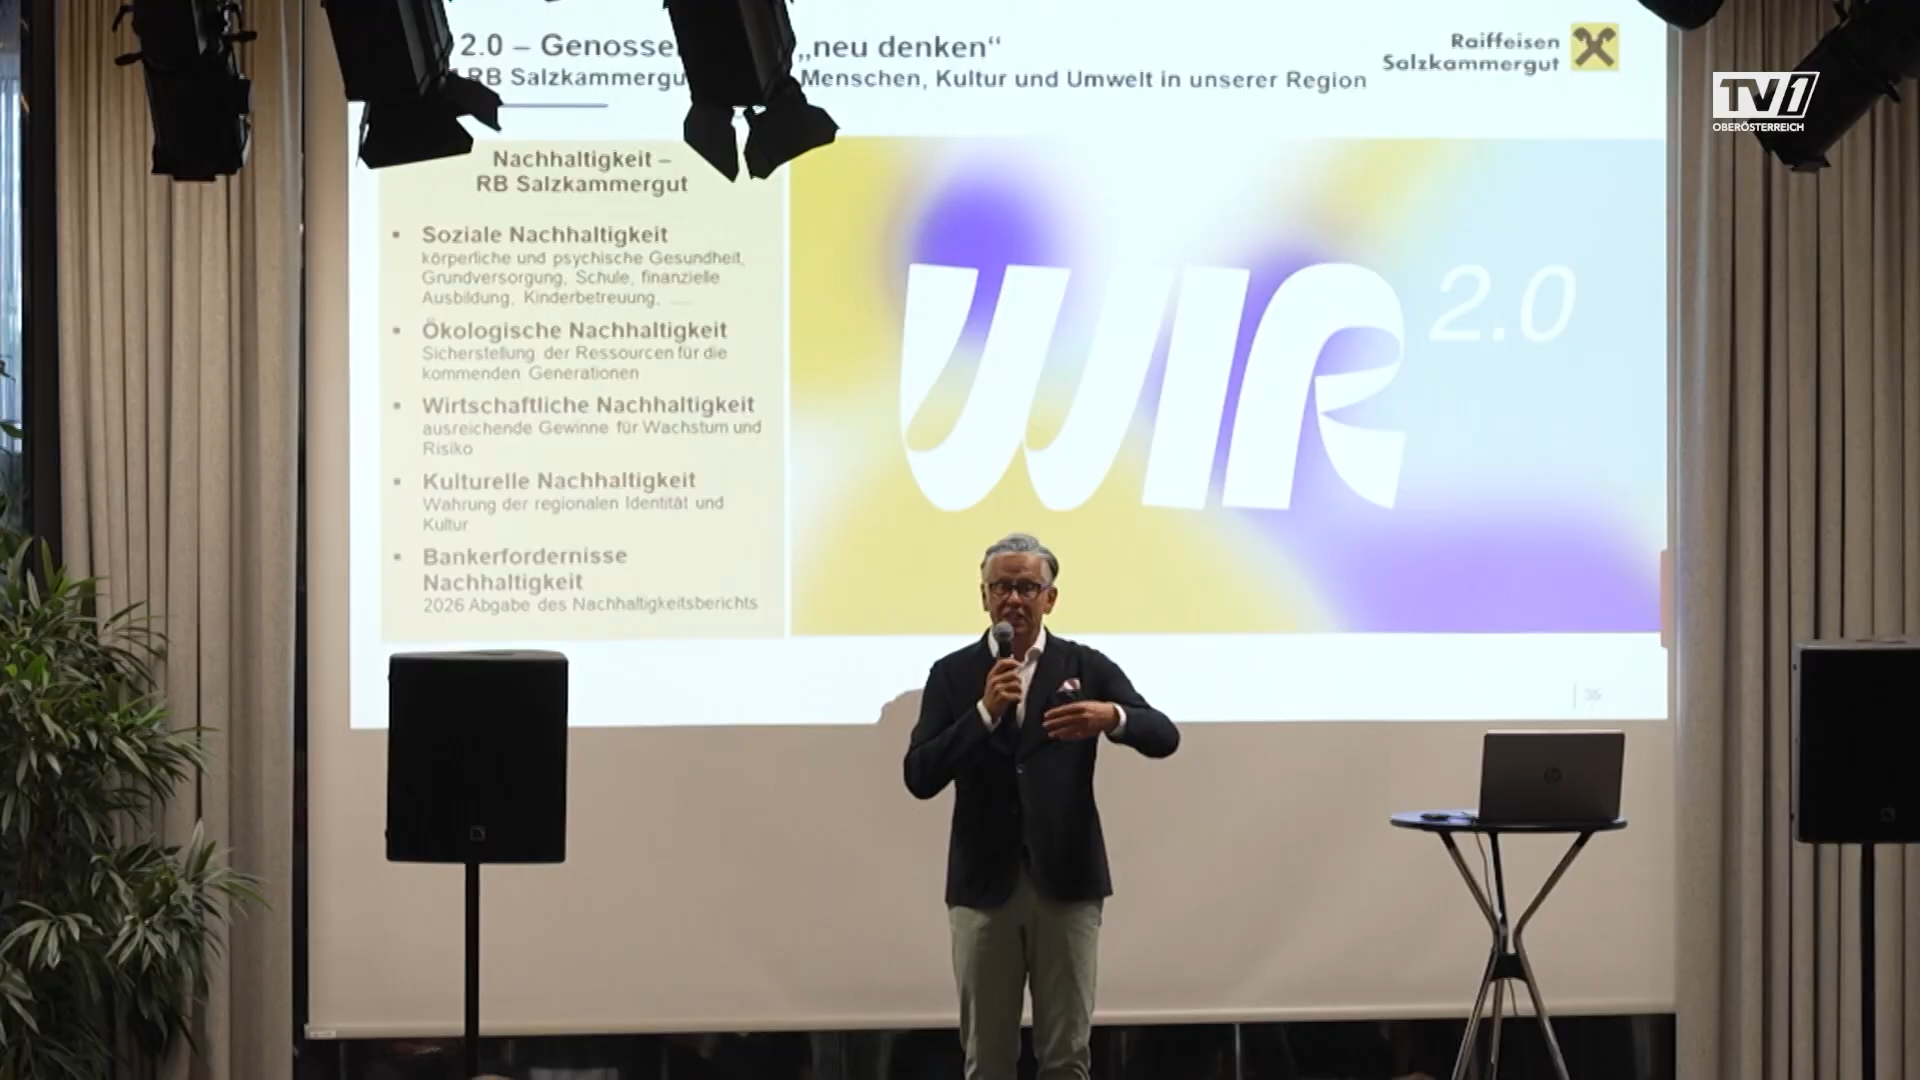 2.0 – Genosse „neu denken“
RB Salzkammergu Menschen, Kultur und Umwelt in unserer Region
Raiffeisen
Salzkammergut
TV1
OBERÖSTERREICH
Nachhaltigkeit –
RB Salzkammergut
▪ Soziale Nachhaltigkeit
körperliche und psychische Gesundheit,
Grundversorgung, Schule, finanzielle
Ausbildung, Kinderbetreuung, .....
▪ Ökologische Nachhaltigkeit
Sicherstellung der Ressourcen für die
kommenden Generationen
▪ Wirtschaftliche Nachhaltigkeit
ausreichende Gewinne für Wachstum und
Risiko
▪ Kulturelle Nachhaltigkeit
Wahrung der regionalen Identität und
Kultur
▪ Bankerfordernisse
Nachhaltigkeit
2026 Abgabe des Nachhaltigkeitsberichts
WIR 2.0
35
hp